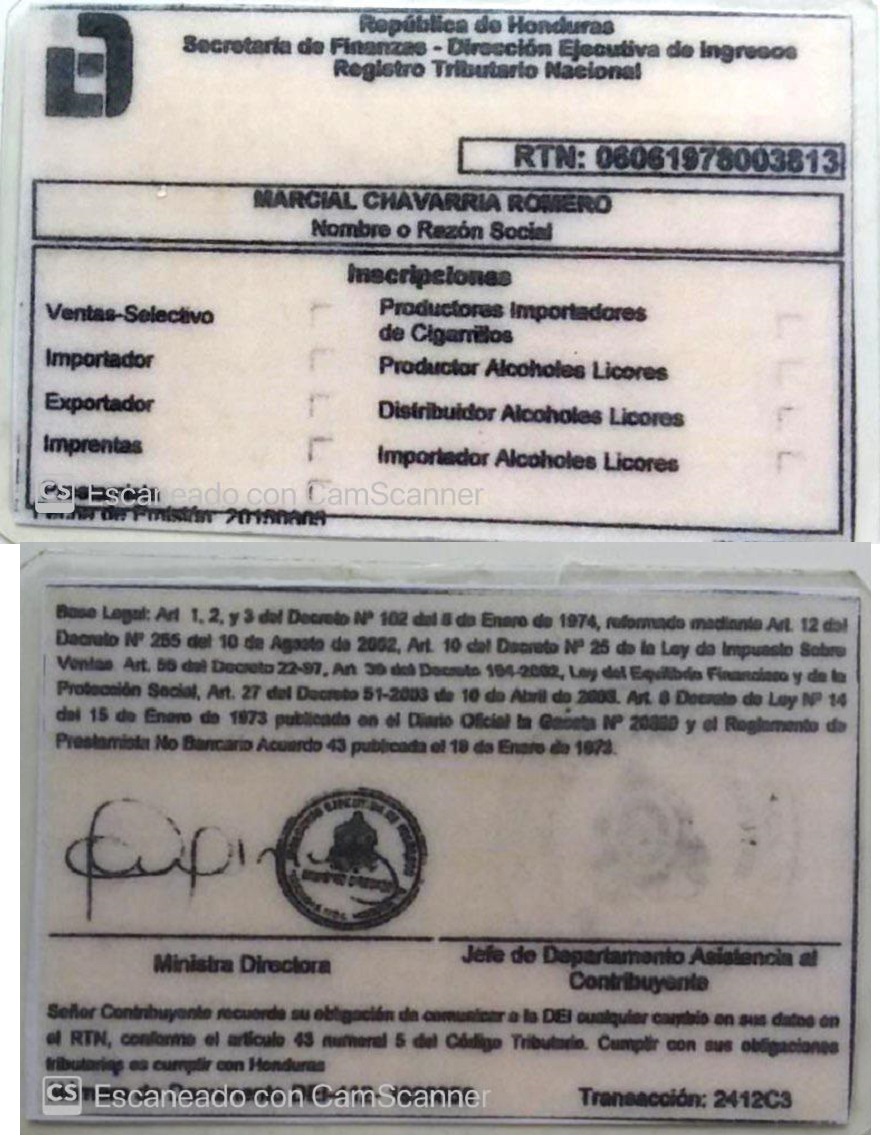 República de Honduras
Secretaría de Finanzas - Dirección Ejecutiva de Ingresos
Registro Tributario Nacional
RTN: 06061978003813
MARCIAL CHAVARRIA ROMERO
Nombre o Razón Social
Inscripciones
Ventas-Selectivo
Productores Importadores
de Cigarrillos
Importador
Productor Alcoholes Licores
Exportador
Distribuidor Alcoholes Licores
Imprentas
Importador Alcoholes Licores
CS Escaneado con CamScanner
Fecha de Emisión
Base Legal: Art 1, 2, y 3 del Decreto Nº 102 del 8 de Enero de 1974, reformado mediante Art. 12 del
Decreto Nº 255 del 10 de Agosto de 2002, Art. 10 del Decreto Nº 25 de la Ley de Impuesto Sobre
Ventas. Art. 55 del Decreto 22-97, Art 39 del Decreto 194-2002, Ley del Equilibrio Financiero y de la
Protección Social, Art. 27 del Decreto 51-2003 de 10 de Abril de 2003. Art. 8 Decreto de Ley Nº 14
del 15 de Enero de 1973 publicado en el Diario Oficial la Gaceta Nº y el Reglamento de
Prestamista No Bancario Acuerdo 43 publicada el 19 de Enero de 1973.
Ministra Directora
Jefe de Departamento Asistencia al
Contribuyente
Señor Contribuyente recuerde su obligación de comunicar a la DEI cualquier cambio en sus datos en
el RTN, conforme el artículo 43 numeral 5 del Código Tributario. Cumplir con sus obligaciones
tributarias es cumplir con Honduras
CS Escaneado con CamScanner
Transacción: 2412C3